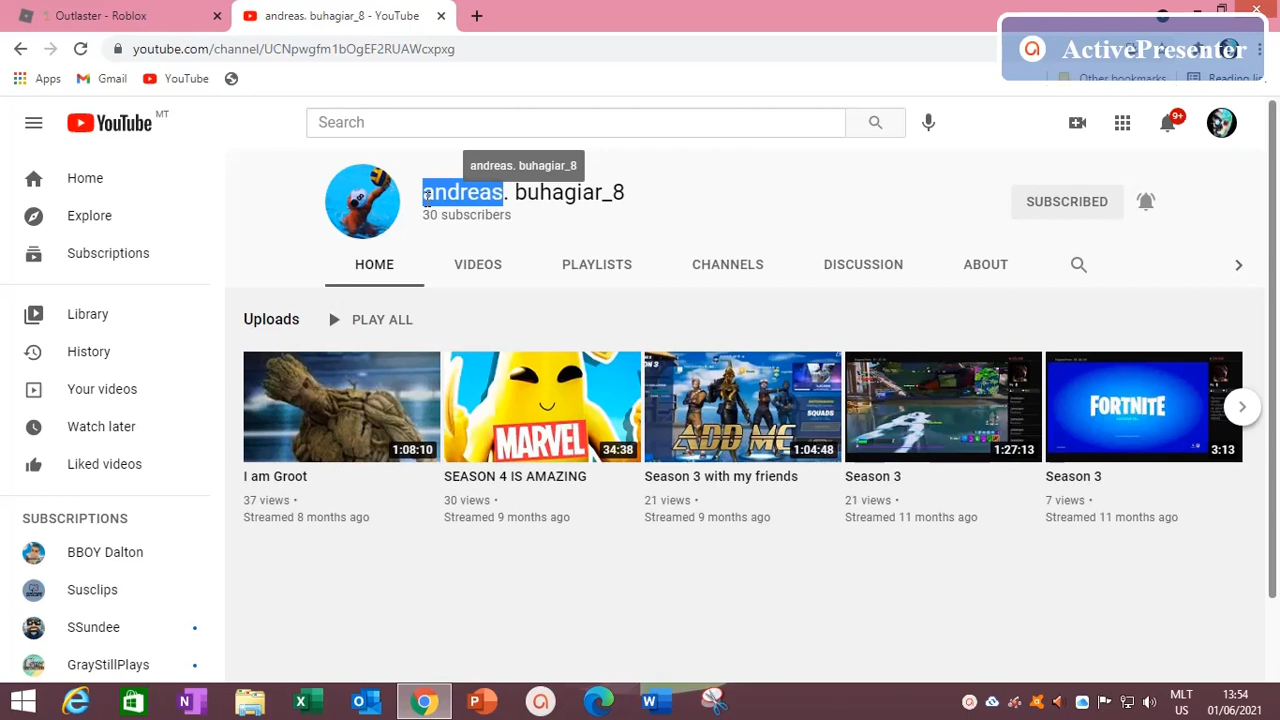 Outlaster - Roblox
andreas. buhagiar_8 - YouTube
youtube.com/channel/UCNpwgfm1bOgEF2RUAWcxpxg
ActivePresenter
Apps
Gmail
YouTube
Other bookmarks
Reading list
YouTube MT
Search
9+
andreas. buhagiar_8
andreas. buhagiar_8
30 subscribers
SUBSCRIBED
Home
Explore
Subscriptions
Library
History
Your videos
Watch later
Liked videos
SUBSCRIPTIONS
BBOY Dalton
Susclips
SSundee
GrayStillPlays
HOME VIDEOS PLAYLISTS CHANNELS DISCUSSION ABOUT
Uploads PLAY ALL
1:08:10
I am Groot
37 views •
Streamed 8 months ago
MARVEL
34:38
SEASON 4 IS AMAZING
30 views •
Streamed 9 months ago
SQUADS
ADD ME
1:04:48
Season 3 with my friends
21 views •
Streamed 9 months ago
1:27:13
Season 3
21 views •
Streamed 11 months ago
FORTNITE
3:13
Season 3
7 views •
Streamed 11 months ago
MLT
US
13:54
01/06/2021